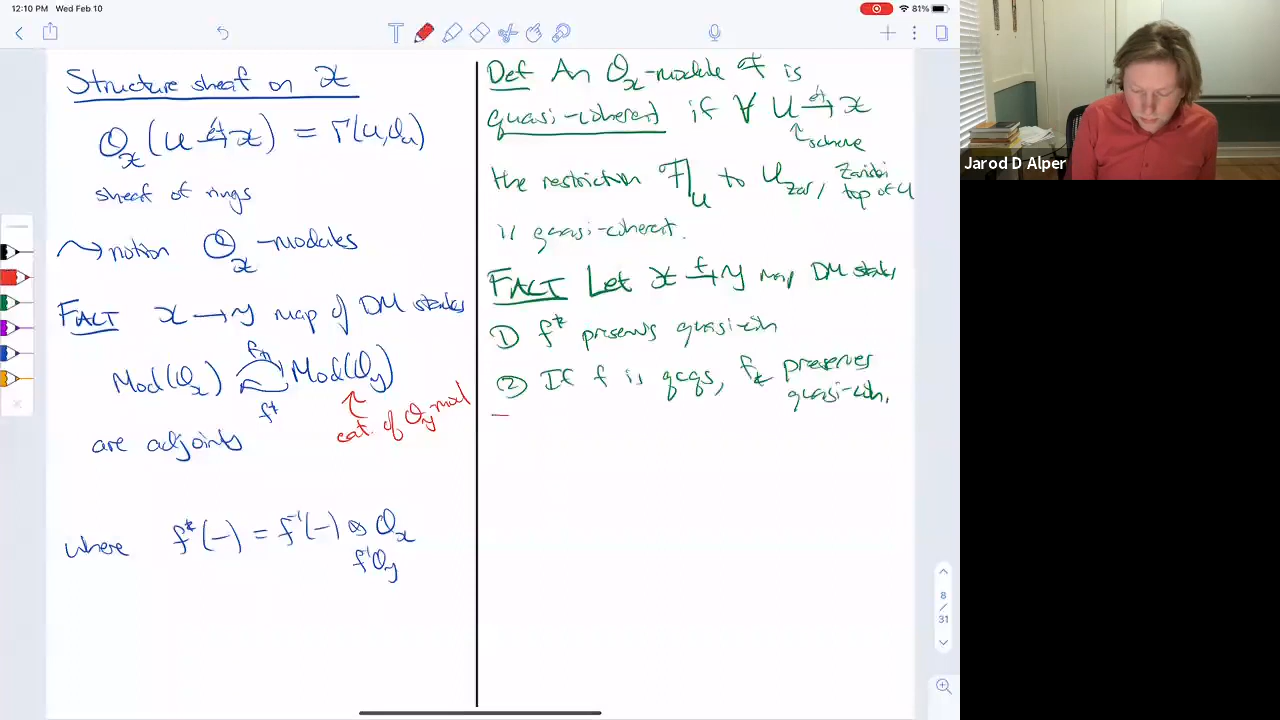 12:10 PM Wed Feb 10
81%
Structure sheaf on 𝒳
𝒪_𝒳 (U →ét 𝒳) = Γ(U, 𝒪_U)
sheaf of rings
⇝ notion 𝒪_𝒳 -modules
FACT 𝒳 → 𝒴 map of DM stacks
Mod(𝒪_𝒳) Mod(𝒪_𝒴)
f_*
f^*
cat. of 𝒪_𝒴 mod
are adjoints
where f^*(-) = f^{-1}(-) ⊗ 𝒪_𝒳
f^{-1}𝒪_𝒴
Def An 𝒪_𝒳-module F is
quasi-coherent if ∀ U →ét 𝒳
scheme
the restriction F|_U to U_Zar, Zariski
top of U
is quasi-coherent.
FACT Let 𝒳 →f 𝒴 map DM stacks
① f^* preserves quasi-coh
② If f is qcqs, f_* preserves
quasi-coh.
8
/
31
Jarod D Alper